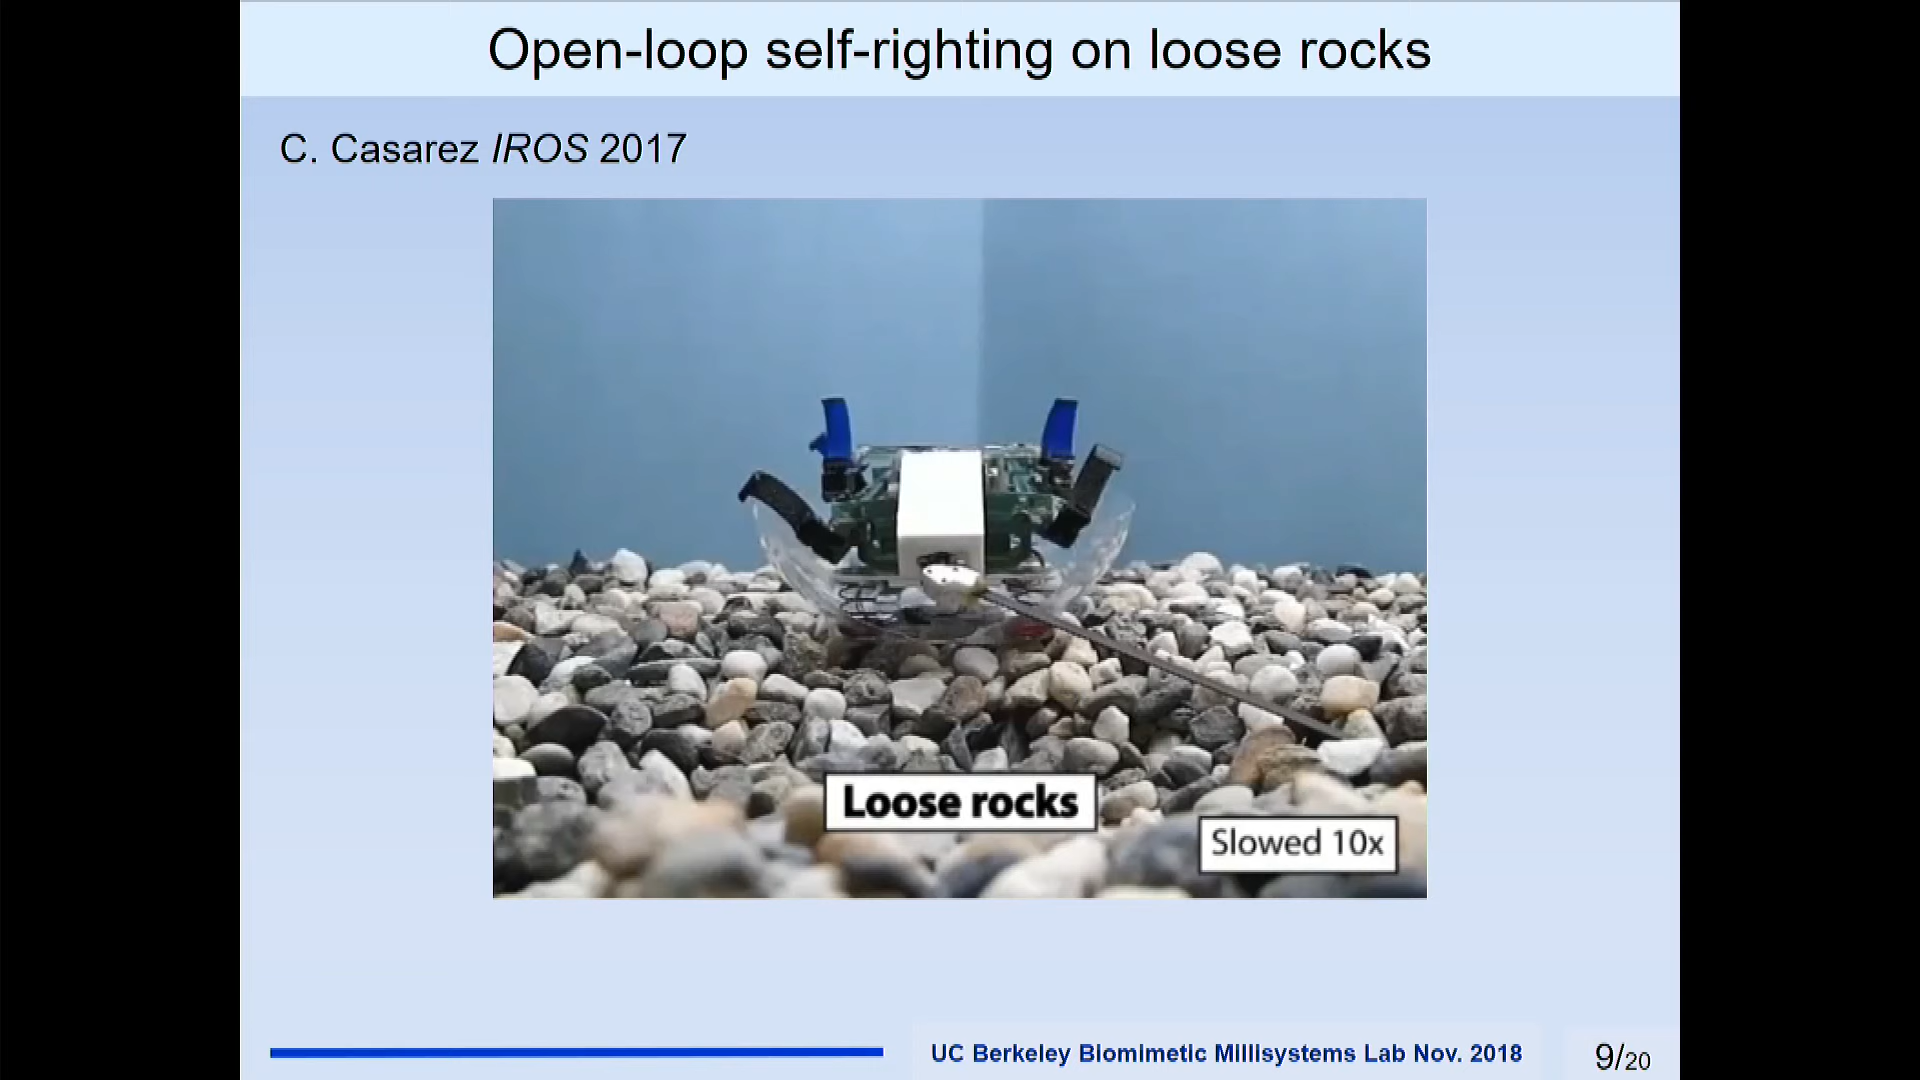 Open-loop self-righting on loose rocks
C. Casarez IROS 2017
Loose rocks
Slowed 10x
UC Berkeley Biomimetic Millisystems Lab Nov. 2018
9/20